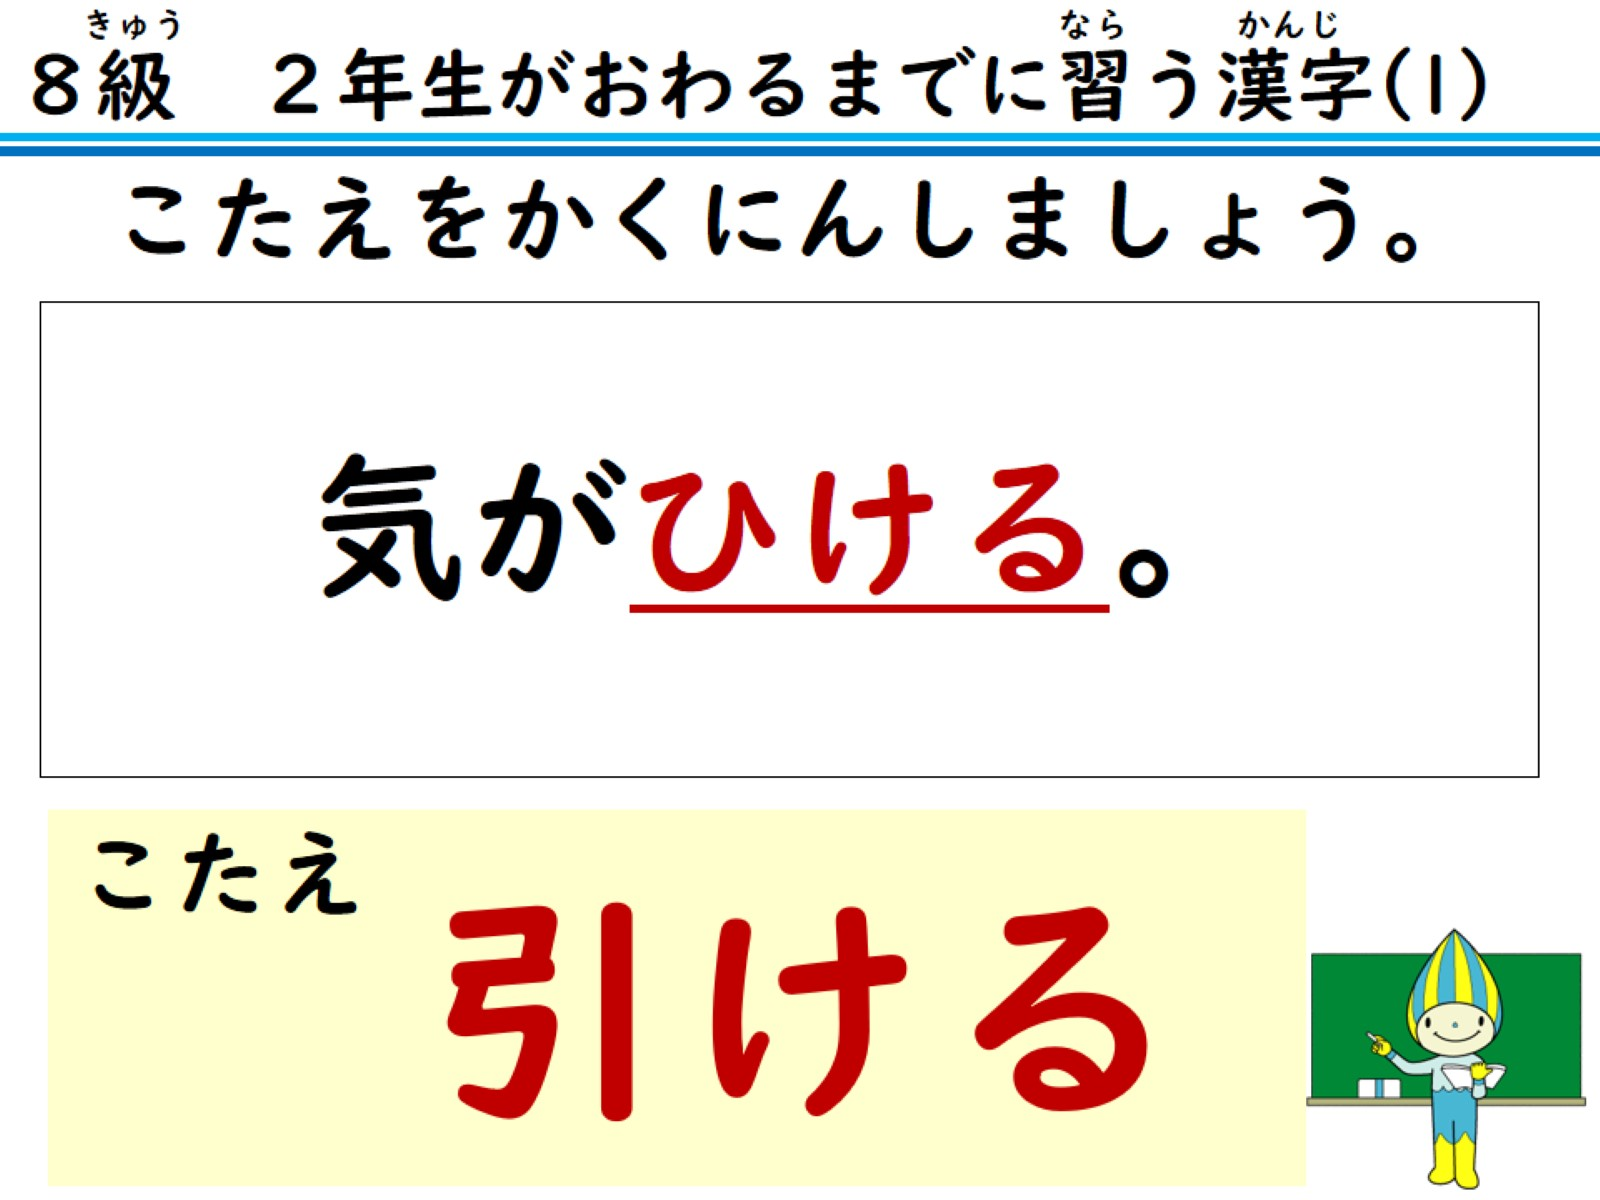 きゅう なら かんじ
８級　２年生がおわるまでに習う漢字(1)
こたえをかくにんしましょう。
気がひける。
こたえ
引ける